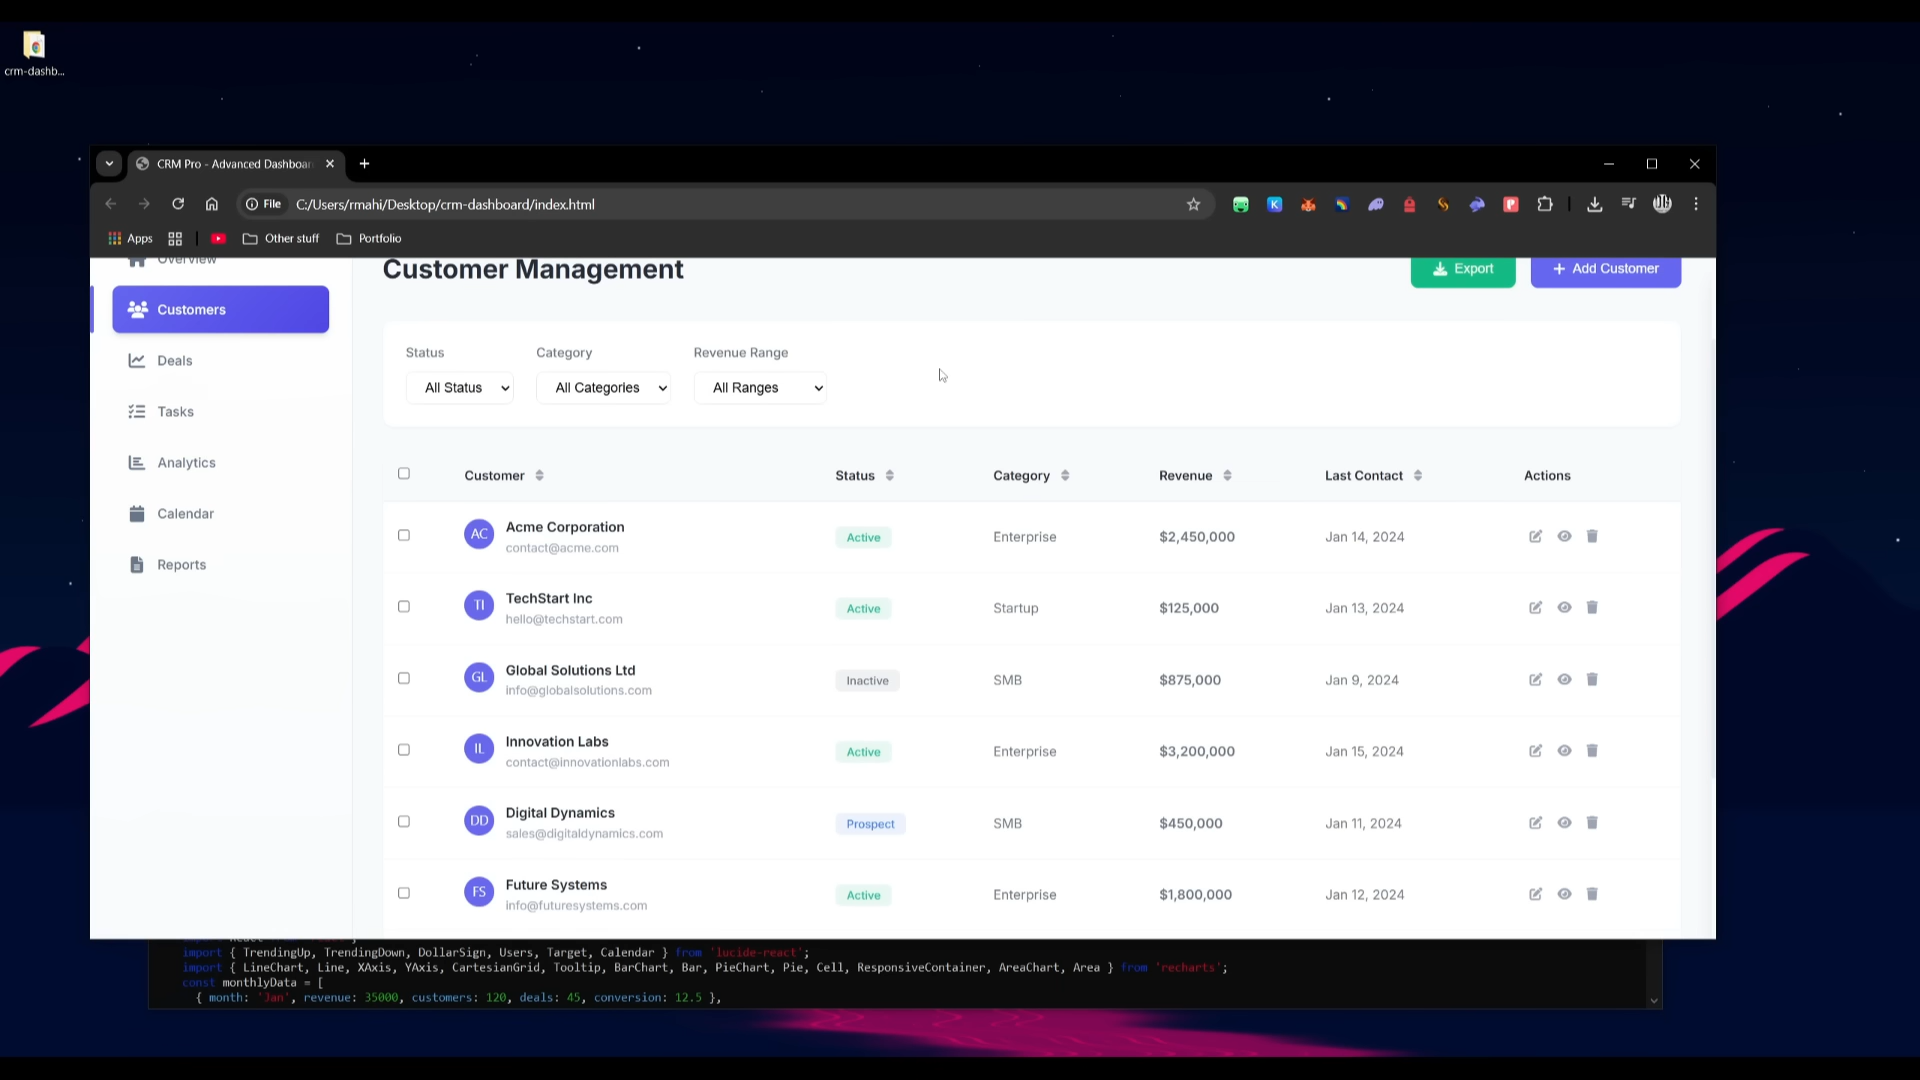 crm-dashb...
CRM Pro - Advanced Dashboar
File C:/Users/rmahi/Desktop/crm-dashboard/index.html
Apps Other stuff Portfolio
Overview
Customers
Deals
Tasks
Analytics
Calendar
Reports
Customer Management
Export
+ Add Customer
Status Category Revenue Range
All Status All Categories All Ranges
Customer Status Category Revenue Last Contact Actions
AC Acme Corporation Active Enterprise $2,450,000 Jan 14, 2024
contact@acme.com
TI TechStart Inc Active Startup $125,000 Jan 13, 2024
hello@techstart.com
GL Global Solutions Ltd Inactive SMB $875,000 Jan 9, 2024
info@globalsolutions.com
IL Innovation Labs Active Enterprise $3,200,000 Jan 15, 2024
contact@innovationlabs.com
DD Digital Dynamics Prospect SMB $450,000 Jan 11, 2024
sales@digitaldynamics.com
FS Future Systems Active Enterprise $1,800,000 Jan 12, 2024
info@futuresystems.com
import { TrendingUp, TrendingDown, DollarSign, Users, Target, Calendar } from 'lucide-react';
import { LineChart, Line, XAxis, YAxis, CartesianGrid, Tooltip, BarChart, Bar, PieChart, Pie, Cell, ResponsiveContainer, AreaChart, Area } from 'recharts';
const monthlyData = [
{ month: 'Jan', revenue: 35000, customers: 120, deals: 45, conversion: 12.5 },